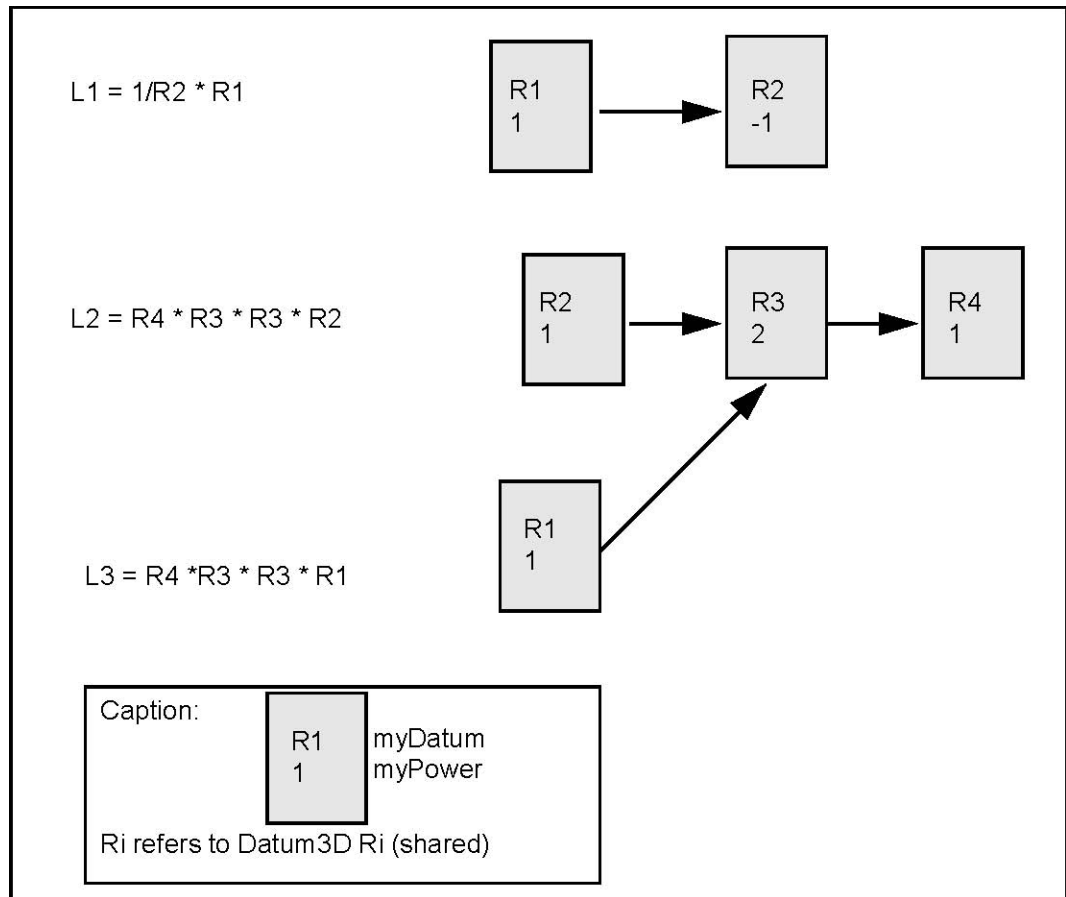 L1 = 1/R2 * R1
R1
1
R2
-1
L2 = R4 * R3 * R3 * R2
R2
1
R3
2
R4
1
L3 = R4 *R3 * R3 * R1
R1
1
Caption:
R1
1
myDatum
myPower
Ri refers to Datum3D Ri (shared)